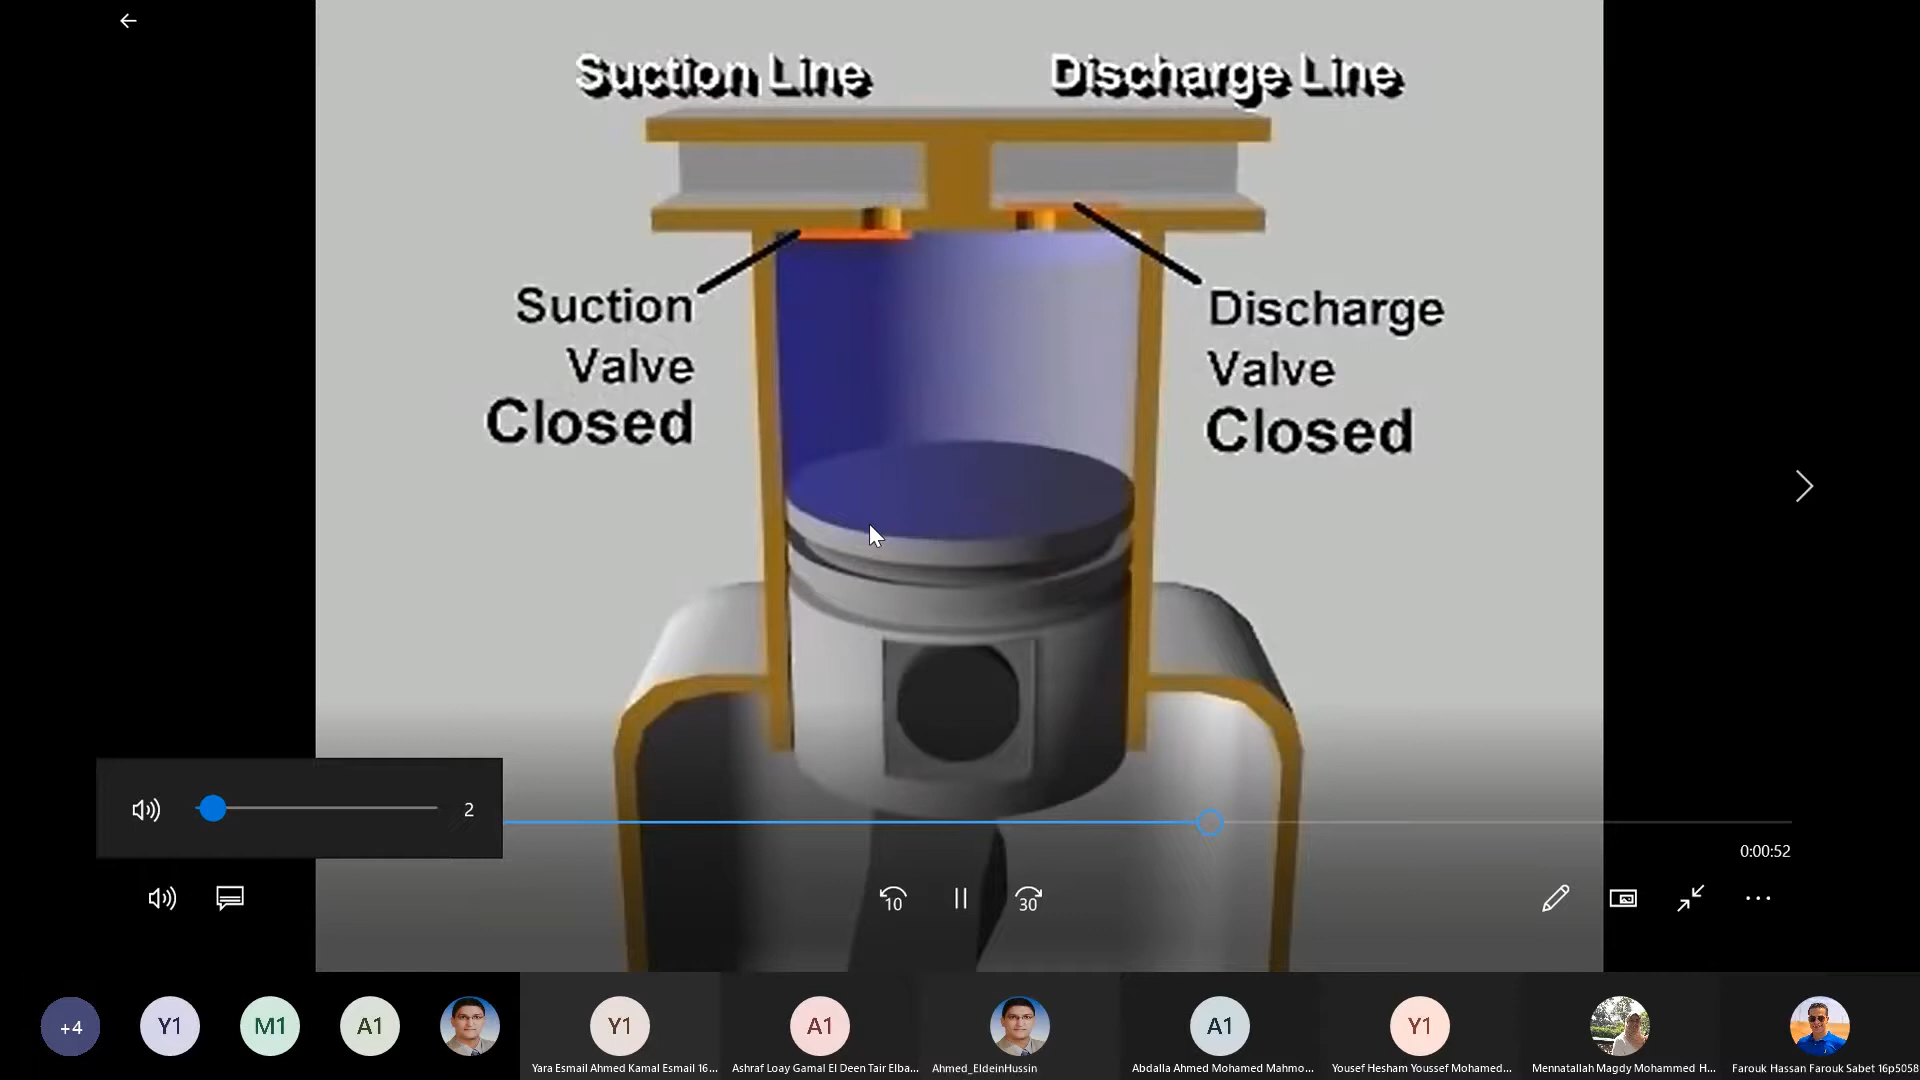 Suction Line
Discharge Line
Suction
Valve
Closed
Discharge
Valve
Closed
2
0:00:52
10
30
+4
Y1
M1
A1
Y1
A1
A1
Y1
Yara Esmail Ahmed Kamal Esmail 16...
Ashraf Loay Gamal El Deen Tair Elba...
Ahmed_EldeinHussin
Abdalla Ahmed Mohamed Mahmo...
Yousef Hesham Youssef Mohamed...
Mennatallah Magdy Mohammed H...
Farouk Hassan Farouk Sabet 16p5058